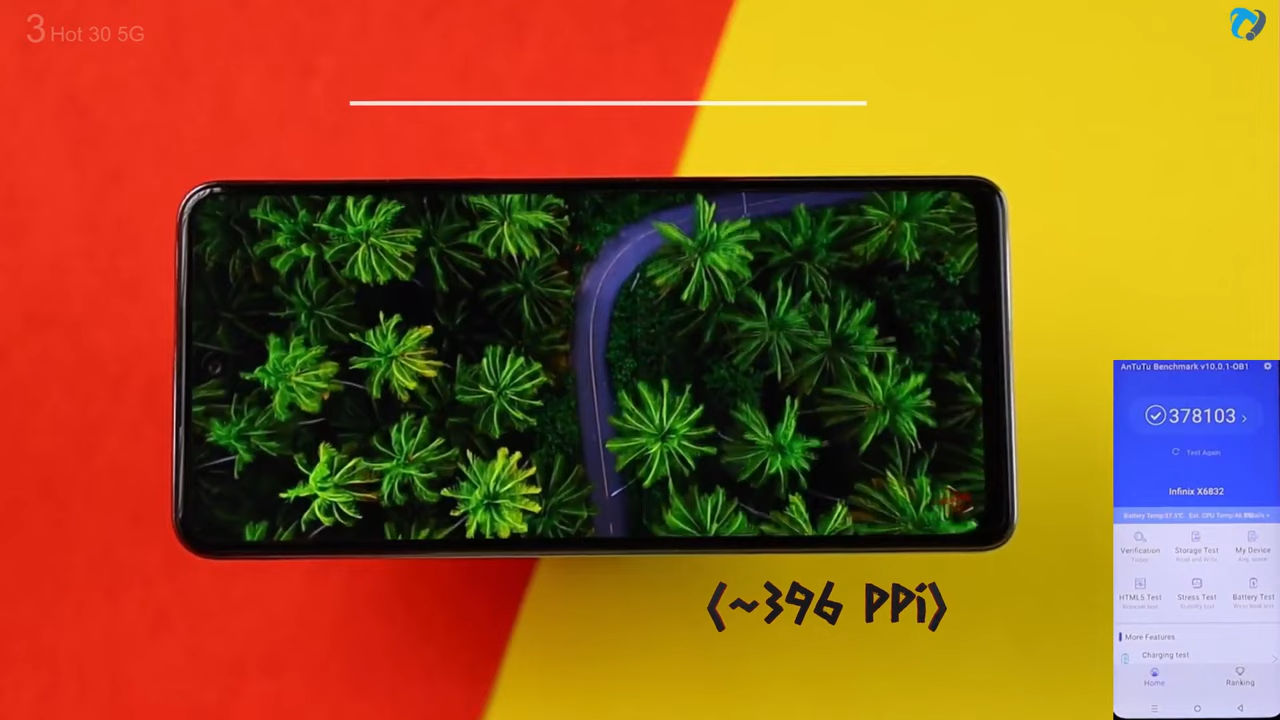 3 Hot 30 5G
(~396 PPi)
AnTuTu Benchmark v10.0.1-OB1
378103
Test Again
Infinix X6832
Verification
Storage Test
My Device
HTML5 Test
Stress Test
Battery Test
More Features
Charging test
Home
Ranking